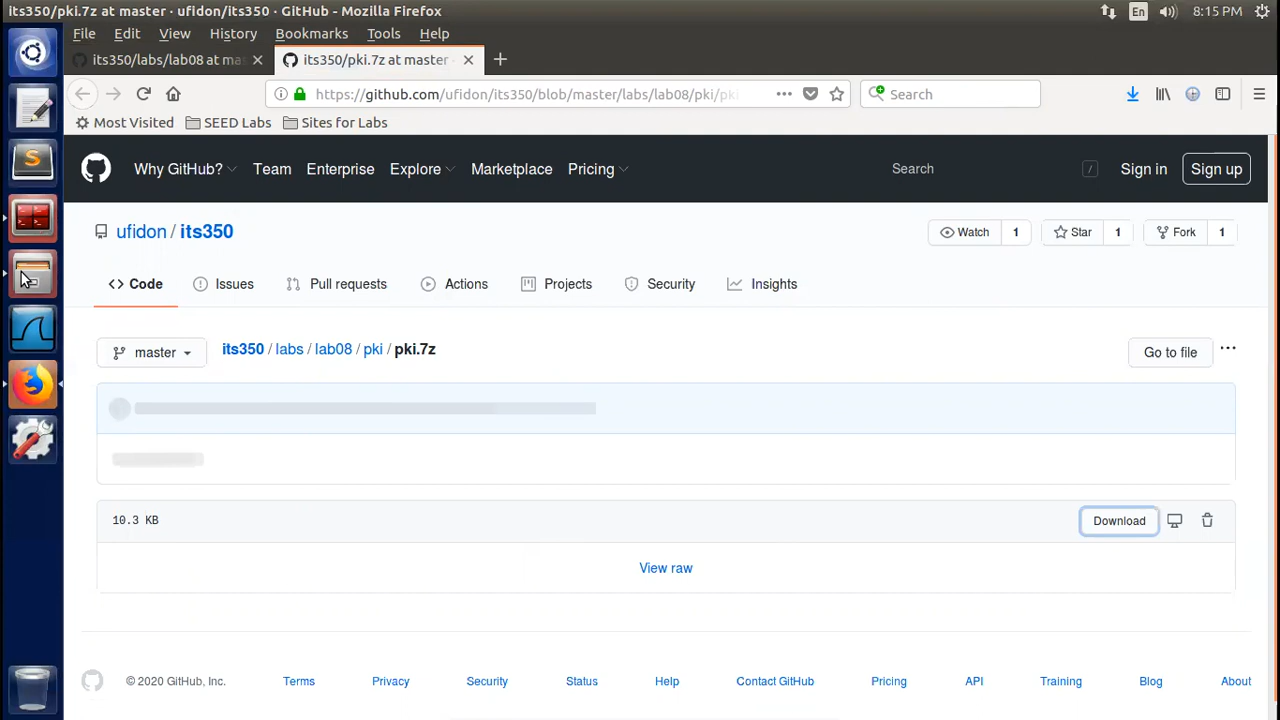 its350/pki.7z at master · ufidon/its350 · GitHub - Mozilla Firefox
En
8:15 PM
File Edit View History Bookmarks Tools Help
its350/labs/lab08 at mas
its350/pki.7z at master ·
https://github.com/ufidon/its350/blob/master/labs/lab08/pki/pki
Search
Most Visited SEED Labs Sites for Labs
Why GitHub? Team Enterprise Explore Marketplace Pricing
Search /
Sign in Sign up
ufidon / its350
Watch 1 Star 1 Fork 1
Code Issues Pull requests Actions Projects Security Insights
master
its350 / labs / lab08 / pki / pki.7z
Go to file
10.3 KB
Download
View raw
© 2020 GitHub, Inc. Terms Privacy Security Status Help Contact GitHub Pricing API Training Blog About